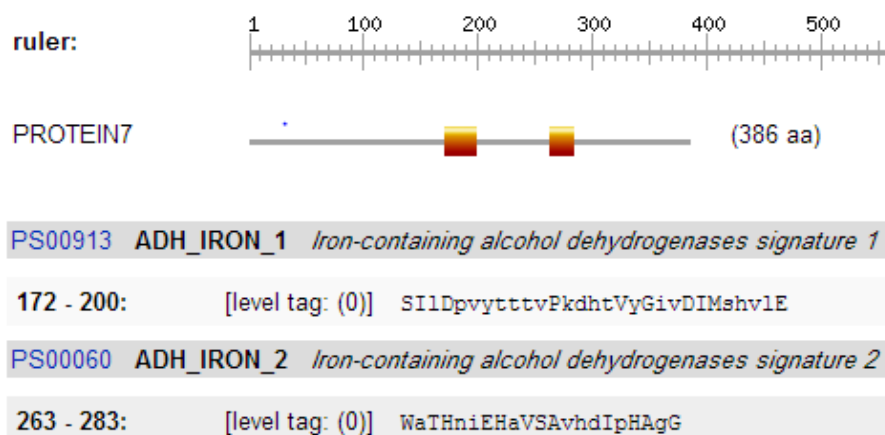 1 100 200 300 400 500
ruler:
PROTEIN7 (386 aa)
PS00913 ADH_IRON_1 Iron-containing alcohol dehydrogenases signature 1
172 - 200: [level tag: (0)] SIlDpvytttvPkdhtVyGivDIMshvlE
PS00060 ADH_IRON_2 Iron-containing alcohol dehydrogenases signature 2
263 - 283: [level tag: (0)] WaTHniEHaVSAvhdIpHAgG